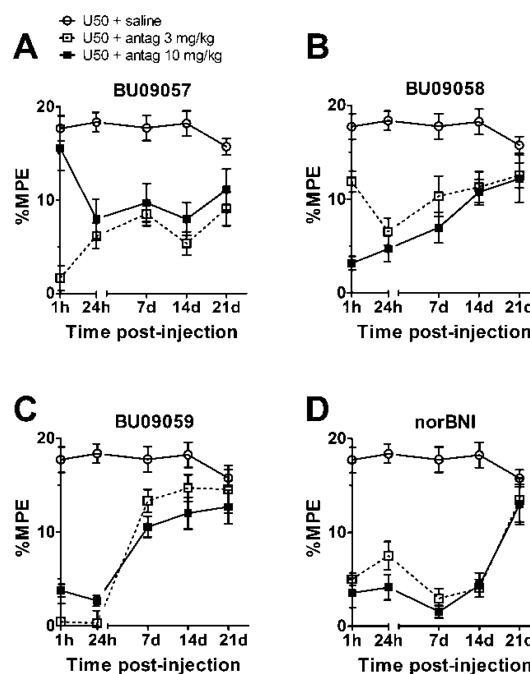 U50 + saline
U50 + antag 3 mg/kg
U50 + antag 10 mg/kg
A
BU09057
20
10
0
%MPE
1h 24h 7d 14d 21d
Time post-injection
B
BU09058
20
10
0
%MPE
1h 24h 7d 14d 21d
Time post-injection
C
BU09059
20
10
0
%MPE
1h 24h 7d 14d 21d
Time post-injection
D
norBNI
20
10
0
%MPE
1h 24h 7d 14d 21d
Time post-injection